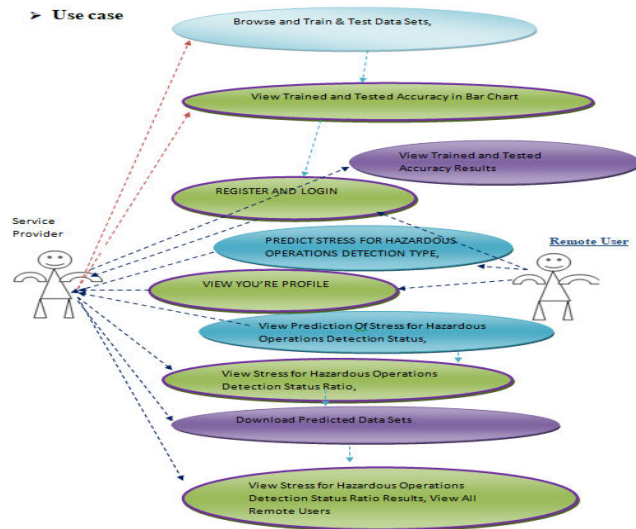 ➢ Use case
Browse and Train & Test Data Sets,
View Trained and Tested Accuracy in Bar Chart
View Trained and Tested
Accuracy Results
REGISTER AND LOGIN
Service
Provider
PREDICT STRESS FOR HAZARDOUS
OPERATIONS DETECTION TYPE,
Remote User
VIEW YOU'RE PROFILE
View Prediction Of Stress for Hazardous
Operations Detection Status,
View Stress for Hazardous Operations
Detection Status Ratio,
Download Predicted Data Sets
View Stress for Hazardous Operations
Detection Status Ratio Results, View All
Remote Users